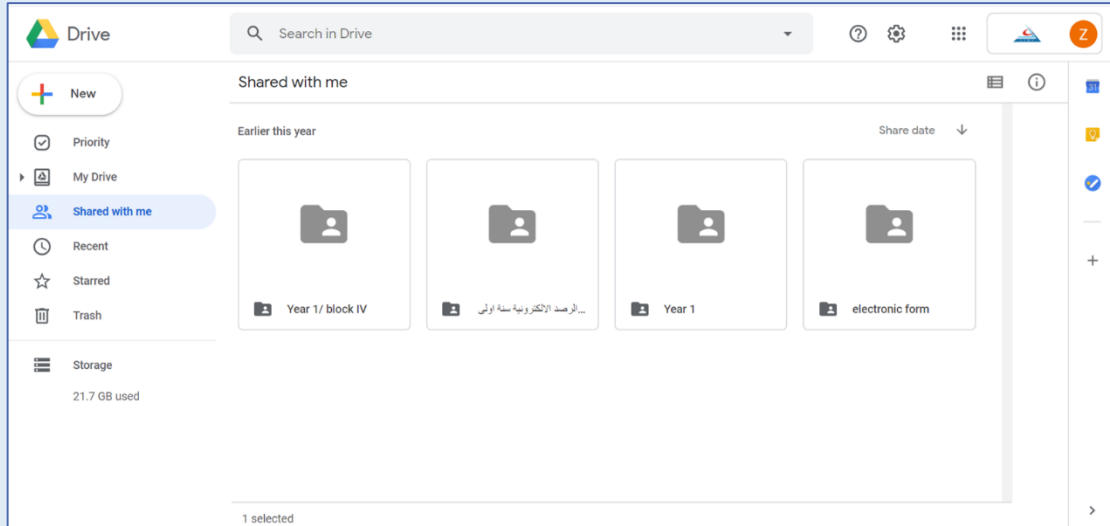 Drive
Search in Drive
Z
New
Shared with me
31
Priority
My Drive
Shared with me
Recent
Starred
Trash
Storage
21.7 GB used
Earlier this year
Share date
Year 1/ block IV
...الرصد الالكترونية سنة اولى
Year 1
electronic form
1 selected